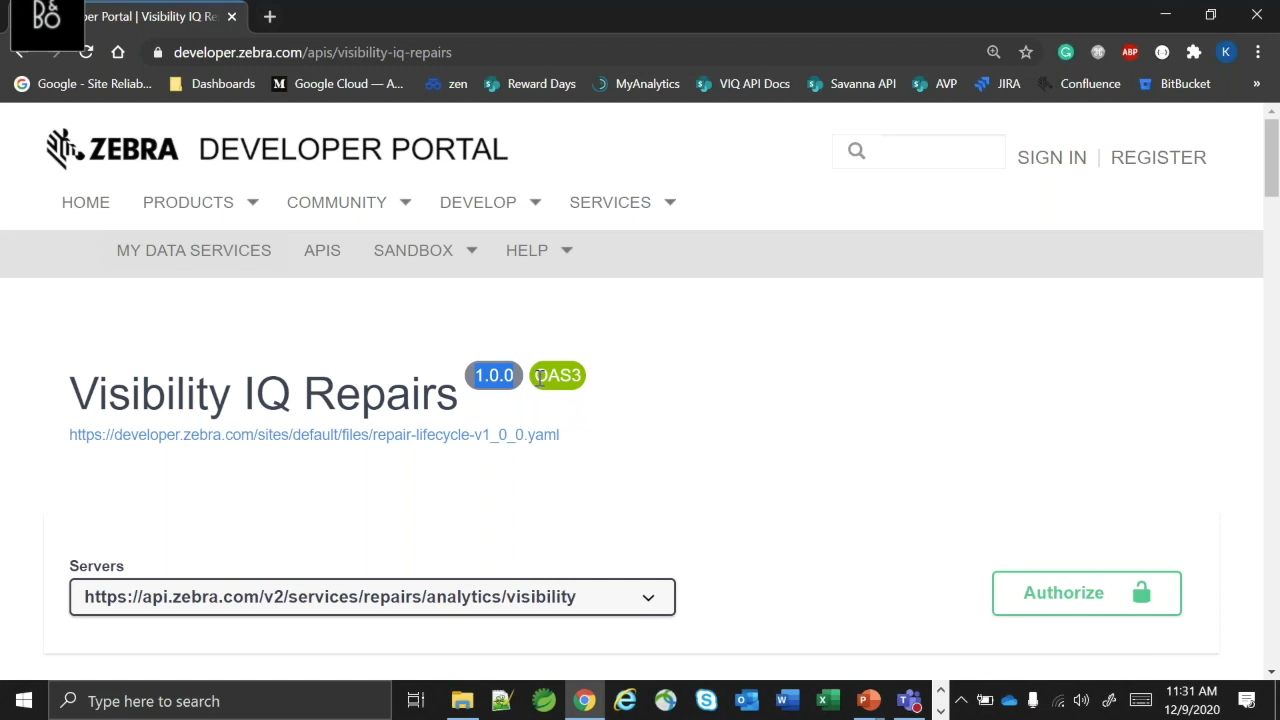 B&O
er Portal | Visibility IQ Re
developer.zebra.com/apis/visibility-iq-repairs
ABP
K
Google - Site Reliab...
Dashboards
M
Google Cloud — A...
zen
Reward Days
MyAnalytics
VIQ API Docs
Savanna API
AVP
JIRA
Confluence
BitBucket
»
ZEBRA DEVELOPER PORTAL
SIGN IN | REGISTER
HOME PRODUCTS COMMUNITY DEVELOP SERVICES
MY DATA SERVICES APIS SANDBOX HELP
Visibility IQ Repairs 1.0.0 OAS3
https://developer.zebra.com/sites/default/files/repair-lifecycle-v1_0_0.yaml
Servers
https://api.zebra.com/v2/services/repairs/analytics/visibility
Authorize
Type here to search
11:31 AM
12/9/2020